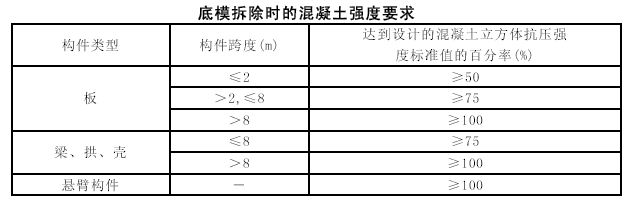 底模拆除时的混凝土强度要求
构件类型 构件跨度(m) 达到设计的混凝土立方体抗压强
度标准值的百分率(%)
板 ≤2 ≥50
>2,≤8 ≥75
>8 ≥100
梁、拱、壳 ≤8 ≥75
>8 ≥100
悬臂构件 － ≥100